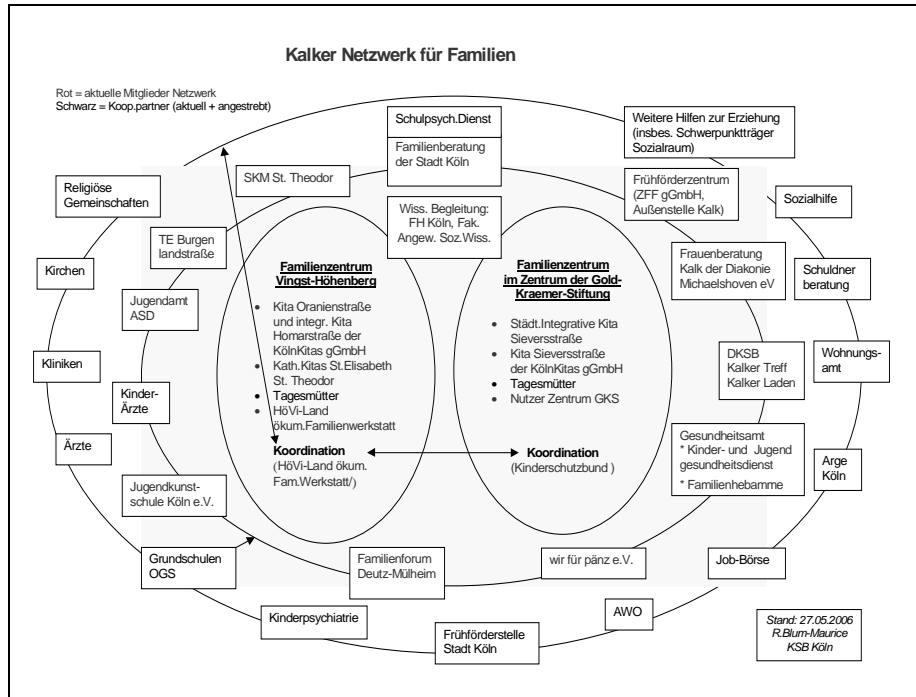 Kalker Netzwerk für Familien
Rot = aktuelle Mitglieder Netzwerk
Schwarz = Koop.partner (aktuell + angestrebt)
Schulpsych.Dienst
Familienberatung
der Stadt Köln
Weitere Hilfen zur Erziehung
(insbes. Schwerpunktträger
Sozialraum)
SKM St. Theodor
Religiöse
Gemeinschaften
Frühförderzentrum
(ZFF gGmbH,
Außenstelle Kalk)
Sozialhilfe
Wiss. Begleitung:
FH Köln, Fak.
Angew. Soz.Wiss.
TE Burgen
landstraße
Kirchen
Frauenberatung
Kalk der Diakonie
Michaelshoven eV
Schuldner
beratung
Familienzentrum
Vingst-Höhenberg
• Kita Oranienstraße
und integr. Kita
Homarstraße der
KölnKitas gGmbH
• Kath.Kitas St.Elisabeth
St. Theodor
• Tagesmütter
• HöVi-Land
ökum.Familienwerkstatt
Koordination
(HöVi-Land ökum.
Fam.Werkstatt/)
Familienzentrum
im Zentrum der Gold-
Kraemer-Stiftung
• Städt.Integrative Kita
Sieversstraße
• Kita Sieversstraße
der KölnKitas gGmbH
• Tagesmütter
• Nutzer Zentrum GKS
Koordination
(Kinderschutzbund )
Jugendamt
ASD
Kliniken
DKSB
Kalker Treff
Kalker Laden
Wohnungs-
amt
Kinder-
Ärzte
Ärzte
Gesundheitsamt
* Kinder- und Jugend
gesundheitsdienst
* Familienhebamme
Arge
Köln
Jugendkunst-
schule Köln e.V.
Grundschulen
OGS
Familienforum
Deutz-Mülheim
wir für pänz e.V.
Job-Börse
Kinderpsychiatrie
AWO
Frühförderstelle
Stadt Köln
Stand: 27.05.2006
R.Blum-Maurice
KSB Köln